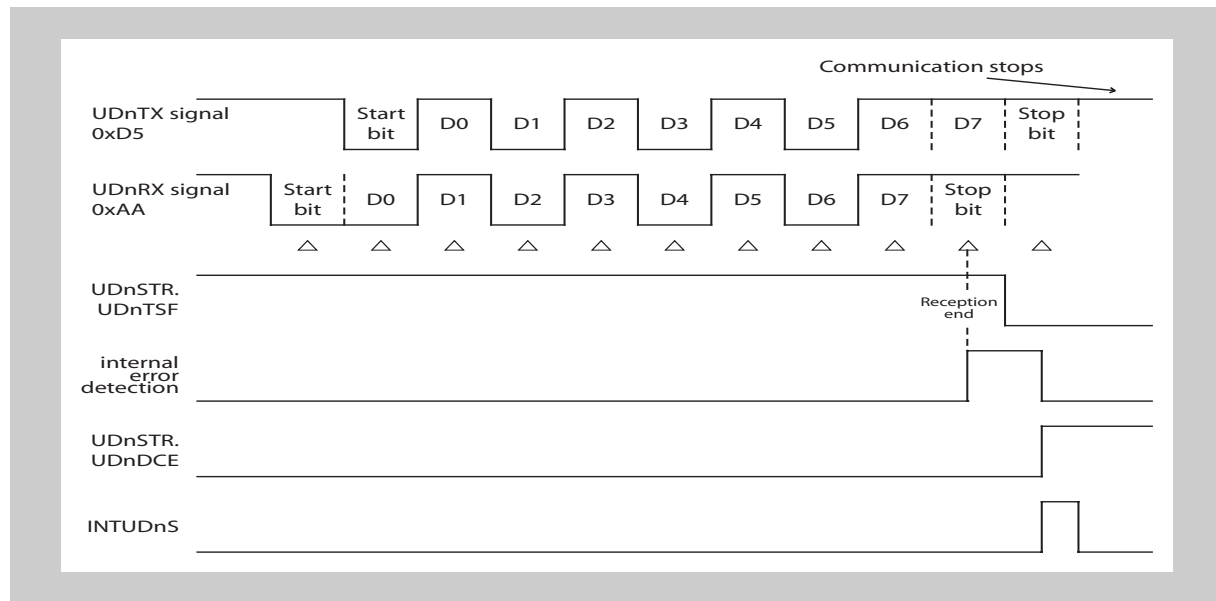 Communication stops
UDnTX signal
0xD5
Start
bit
D0
D1
D2
D3
D4
D5
D6
D7
Stop
bit
UDnRX signal
0xAA
Start
bit
D0
D1
D2
D3
D4
D5
D6
D7
Stop
bit
UDnSTR.
UDnTSF
Reception
end
internal
error
detection
UDnSTR.
UDnDCE
INTUDnS